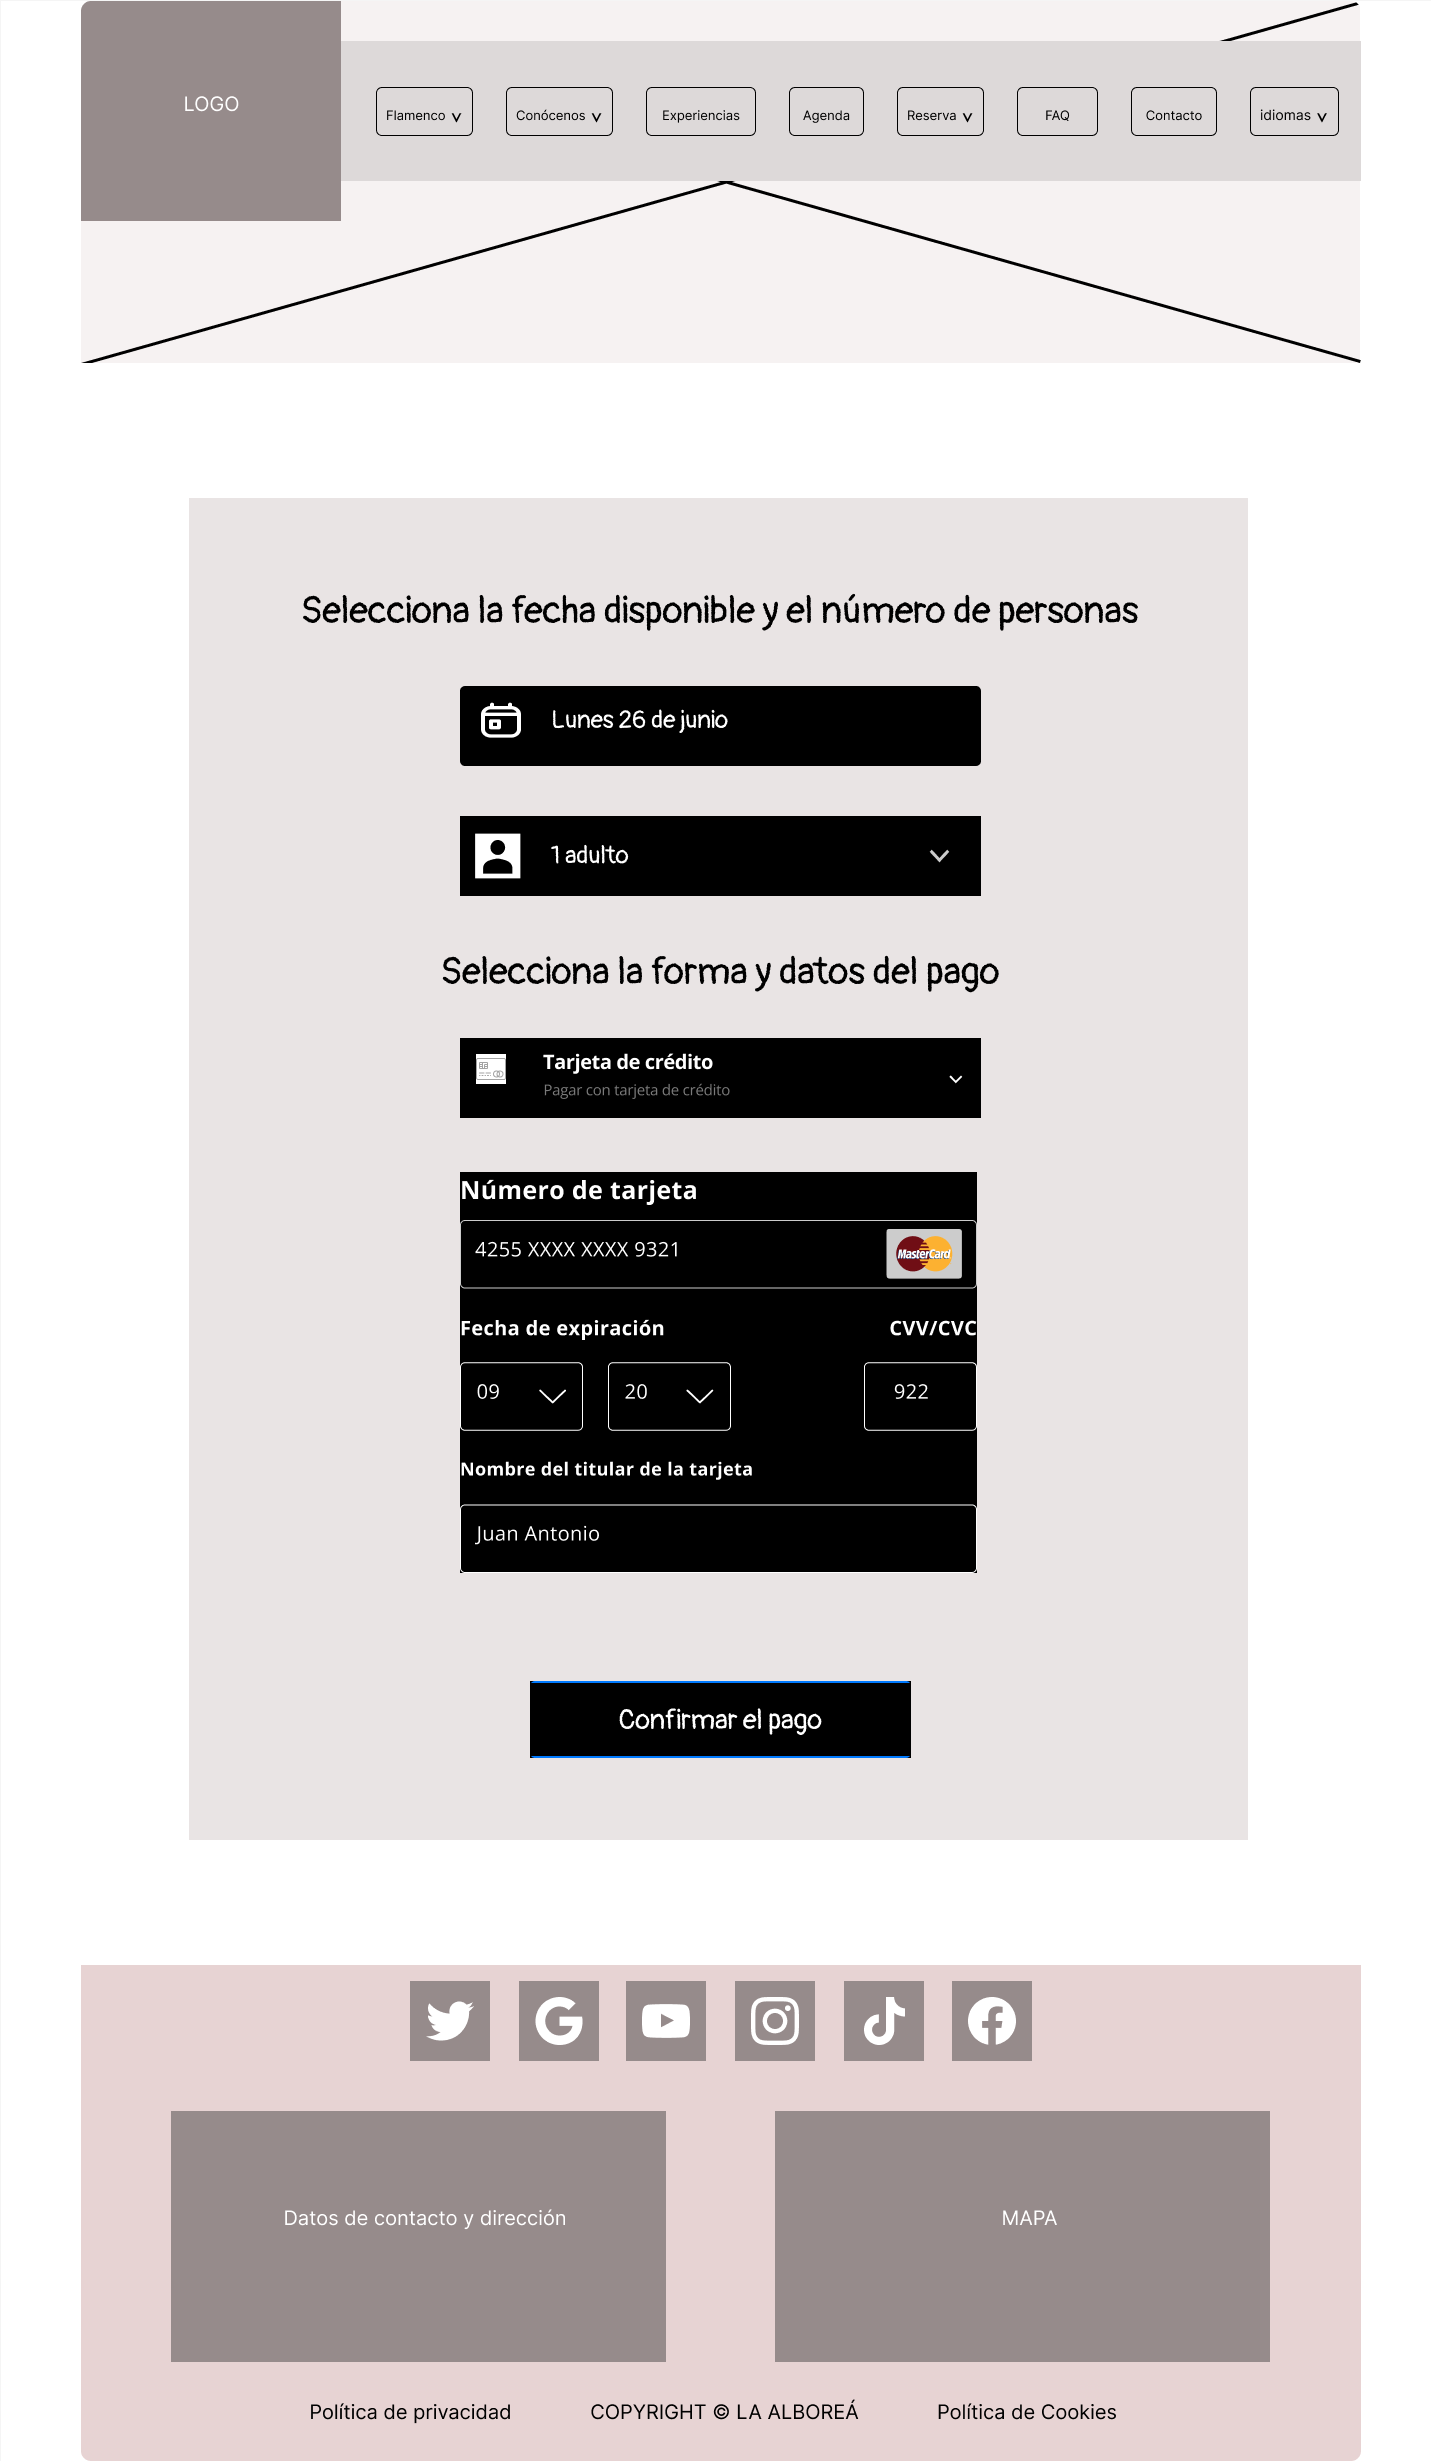 LOGO
Flamenco
Conócenos
Experiencias
Agenda
Reserva
FAQ
Contacto
idiomas
Selecciona la fecha disponible y el número de personas
Lunes 26 de junio
1 adulto
Selecciona la forma y datos del pago
Tarjeta de crédito
Pagar con tarjeta de crédito
Número de tarjeta
4255 XXXX XXXX 9321
MasterCard
Fecha de expiración
CVV/CVC
09
20
922
Nombre del titular de la tarjeta
Juan Antonio
Confirmar el pago
Datos de contacto y dirección
MAPA
Política de privacidad
COPYRIGHT © LA ALBOREÁ
Política de Cookies